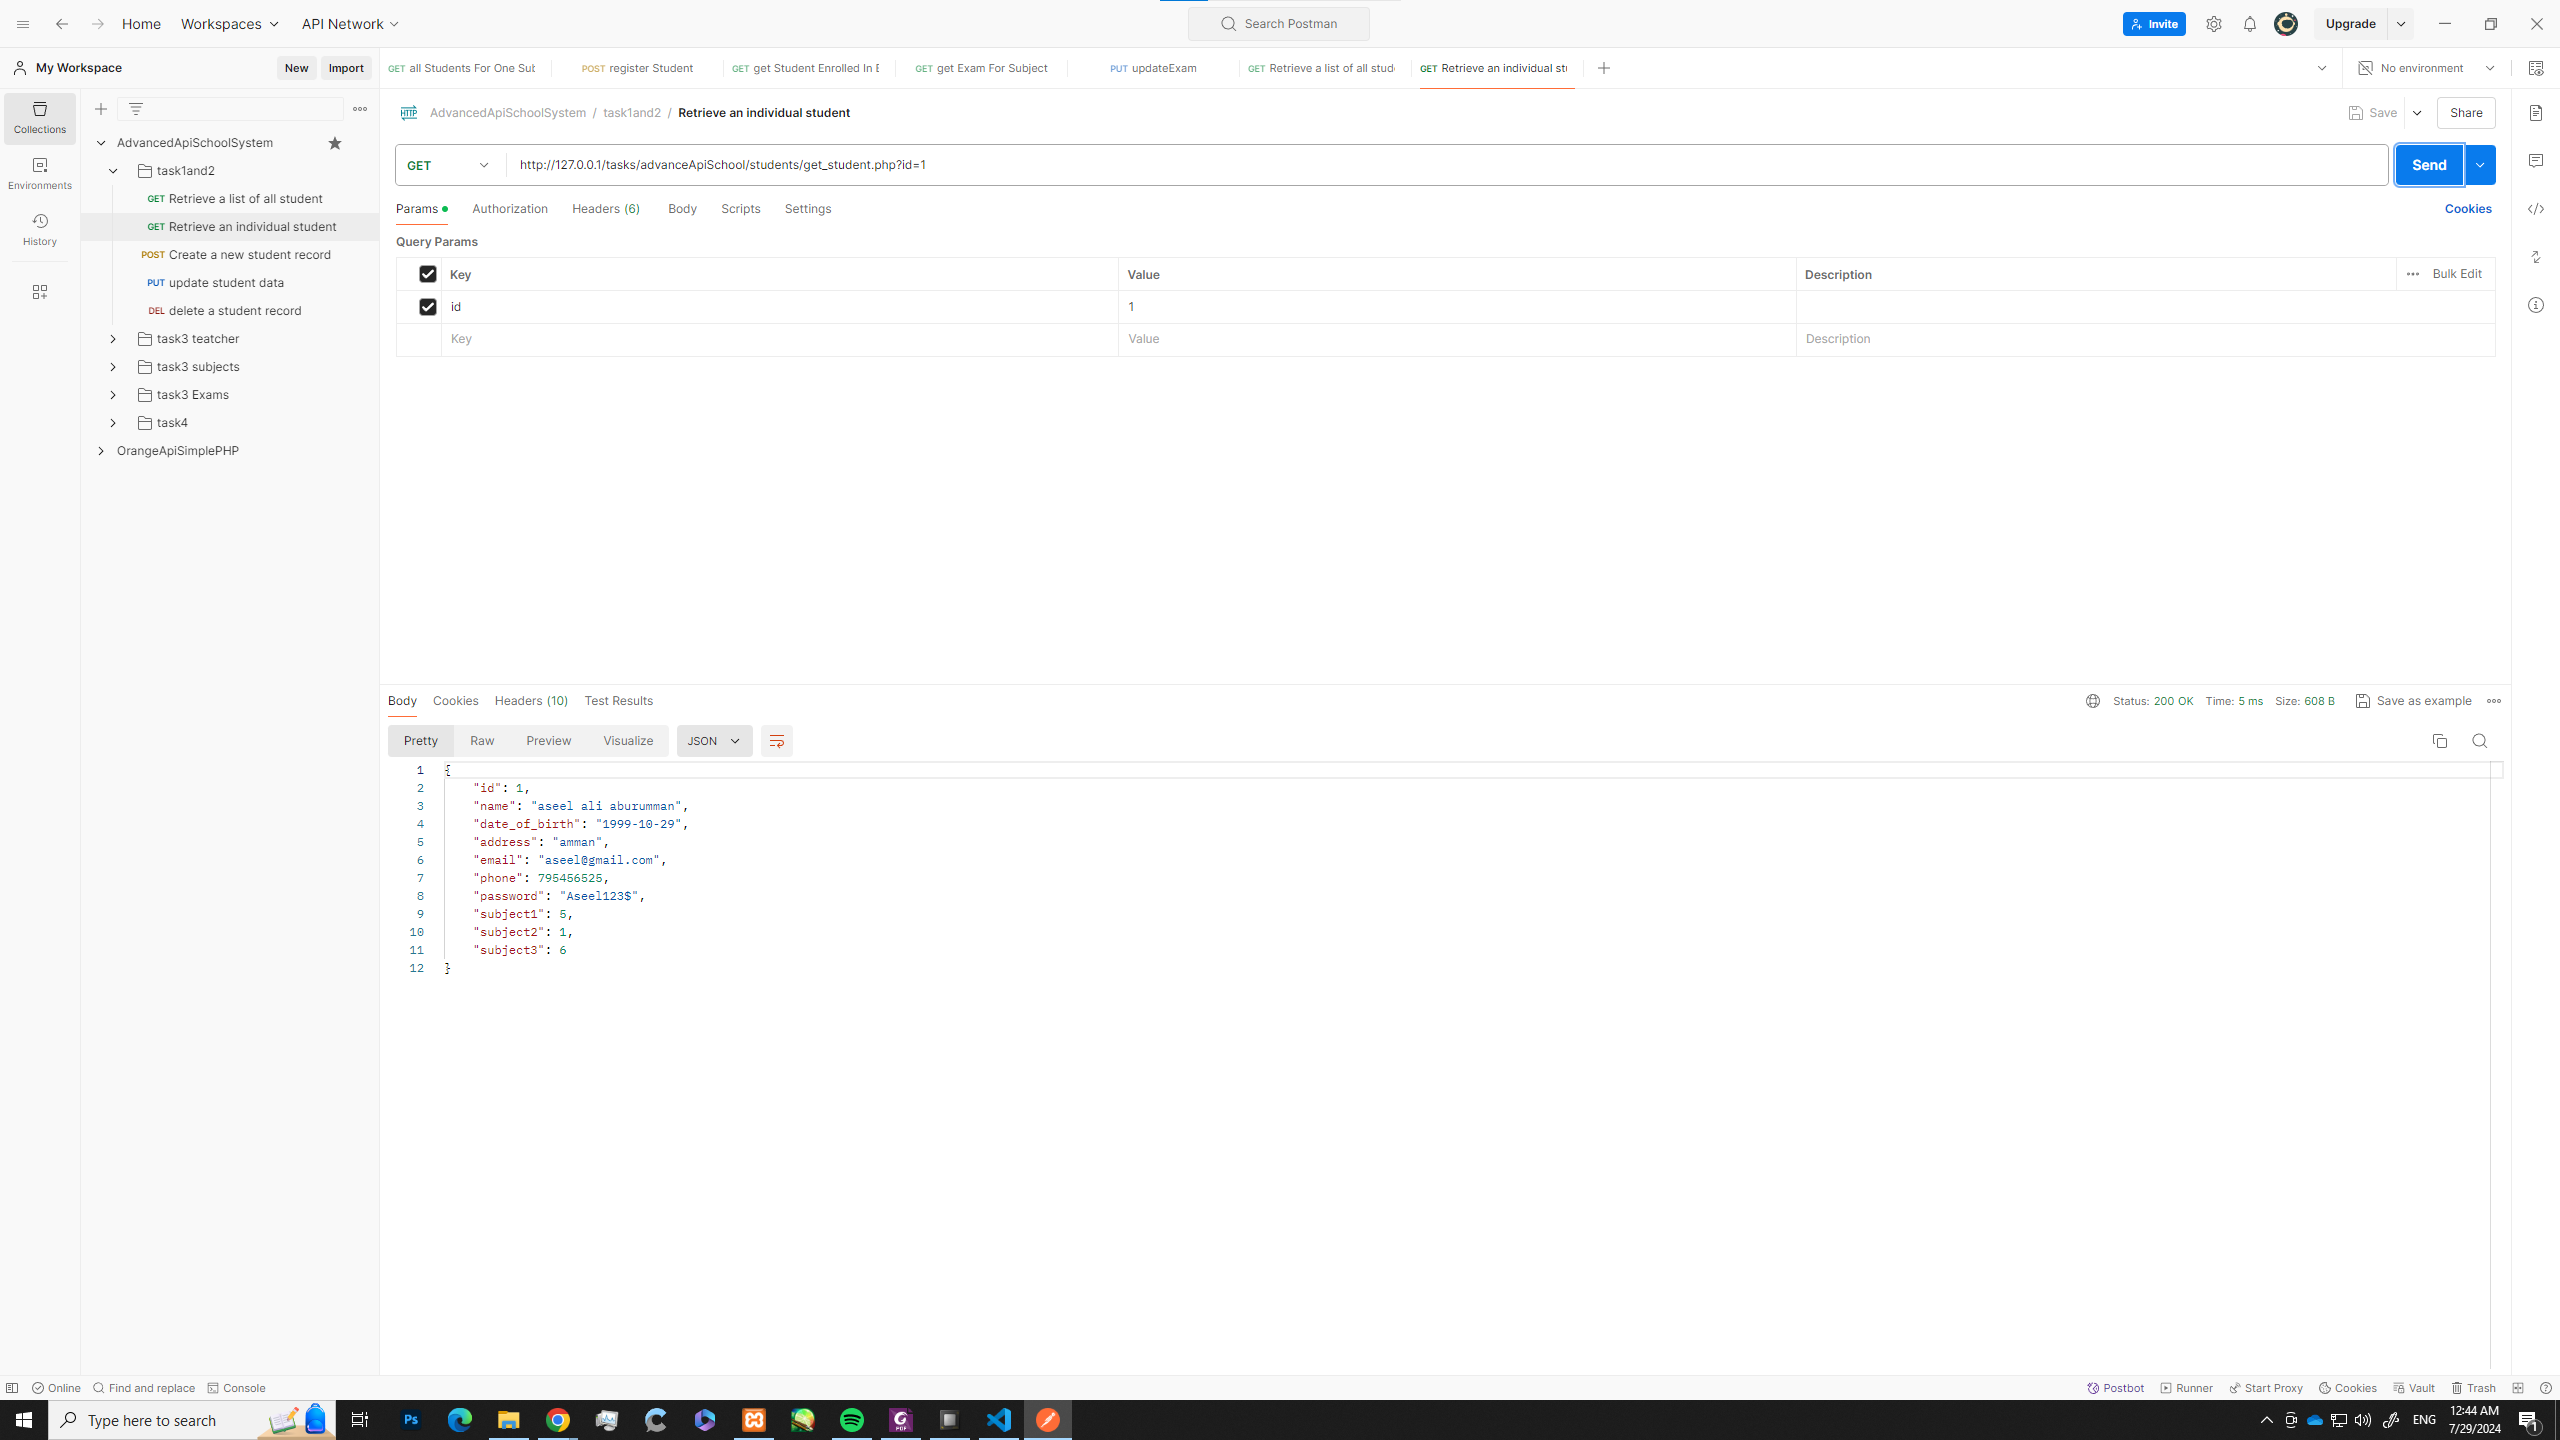 Home Workspaces API Network Search Postman Invite Upgrade
My Workspace New Import GET all Students For One Sub POST register Student GET get Student Enrolled In E GET get Exam For Subject PUT updateExam GET Retrieve a list of all stude GET Retrieve an individual stu No environment
Collections
Environments
History
AdvancedApiSchoolSystem
task1and2
GET Retrieve a list of all student
GET Retrieve an individual student
POST Create a new student record
PUT update student data
DEL delete a student record
task3 teatcher
task3 subjects
task3 Exams
task4
OrangeApiSimplePHP
HTTP AdvancedApiSchoolSystem / task1and2 / Retrieve an individual student Save Share
GET http://127.0.0.1/tasks/advanceApiSchool/students/get_student.php?id=1 Send
Params Authorization Headers (6) Body Scripts Settings Cookies
Query Params
Key Value Description Bulk Edit
id 1
Key Value Description
Body Cookies Headers (10) Test Results Status: 200 OK Time: 5 ms Size: 608 B Save as example
Pretty Raw Preview Visualize JSON
1 {
2 "id": 1,
3 "name": "aseel ali aburumman",
4 "date_of_birth": "1999-10-29",
5 "address": "amman",
6 "email": "aseel@gmail.com",
7 "phone": 795456525,
8 "password": "Aseel123$",
9 "subject1": 5,
10 "subject2": 1,
11 "subject3": 6
12 }
Online Find and replace Console Postbot Runner Start Proxy Cookies Vault Trash
Type here to search Ps PDF ENG 12:44 AM
7/29/2024 1